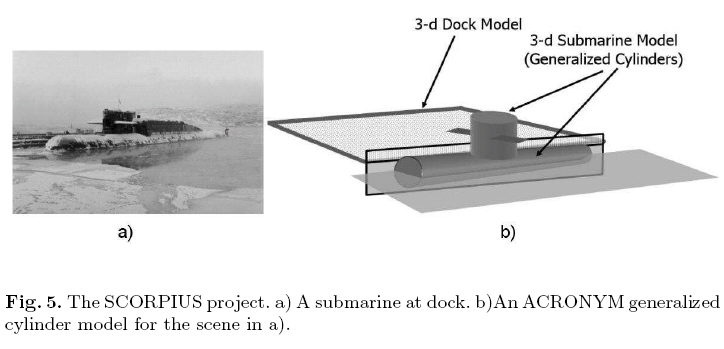 3-d Dock Model
3-d Submarine Model
(Generalized Cylinders)
a)
b)
Fig. 5. The SCORPIUS project. a) A submarine at dock. b)An ACRONYM generalized
cylinder model for the scene in a).